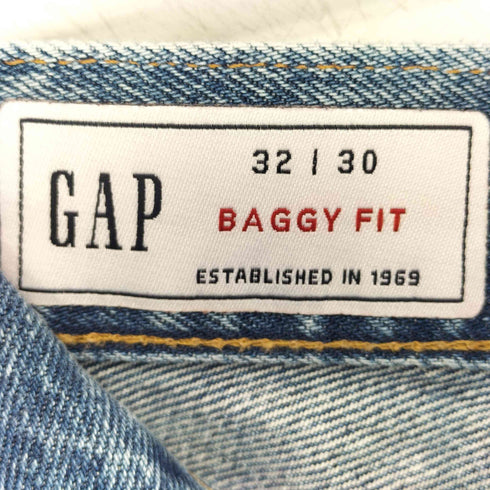 GAP
32 | 30
BAGGY FIT
ESTABLISHED IN 1969